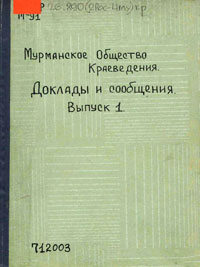 М-91
Мурманское Общество
Краеведения.
Доклады и сообщения.
Выпуск 1
712003